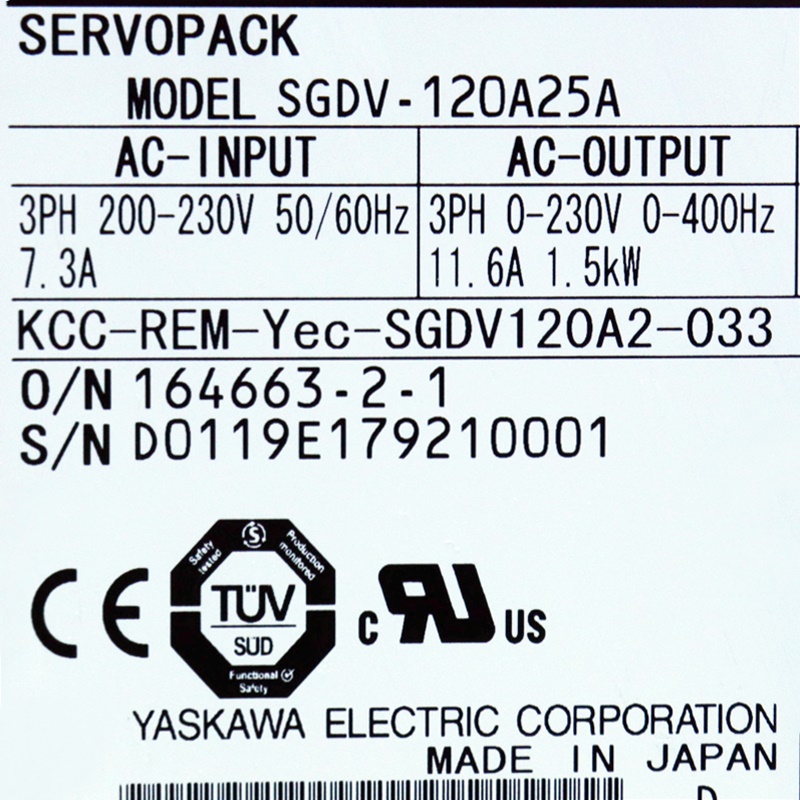 SERVOPACK
MODEL SGDV-120A25A
AC-INPUT AC-OUTPUT
3PH 200-230V 50/60Hz 3PH 0-230V 0-400Hz
7.3A 11.6A 1.5kW
KCC-REM-Yec-SGDV120A2-033
O/N 164663-2-1
S/N D0119E179210001
CE
Safety tested
S
Production monitored
TÜV
SÜD
Functional
Safety
c RU US
YASKAWA ELECTRIC CORPORATION
MADE IN JAPAN